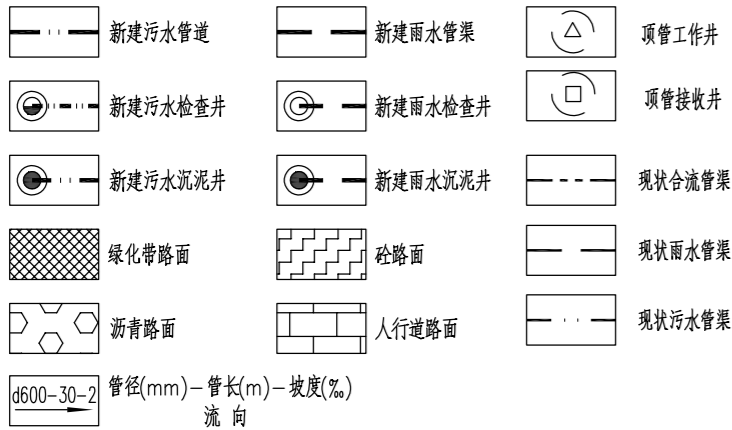 新建污水管道
新建雨水管渠
顶管工作井
新建污水检查井
新建雨水检查井
顶管接收井
新建污水沉泥井
新建雨水沉泥井
现状合流管渠
绿化带路面
砼路面
现状雨水管渠
沥青路面
人行道路面
现状污水管渠
d600-30-2
管径(mm)-管长(m)-坡度(‰)
流 向